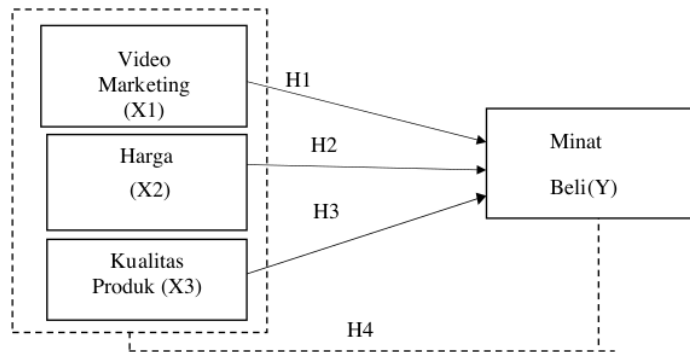 Video
Marketing
(X1)
H1
Harga
(X2)
H2
Minat
Beli(Y)
H3
Kualitas
Produk (X3)
H4